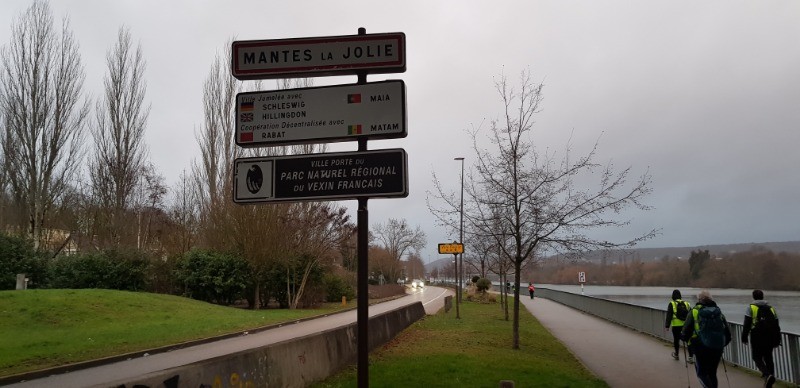 MANTES LA JOLIE
Ville Jumelée avec
SCHLESWIG MAIA
HILLINGDON
Coopération Décentralisée avec
RABAT MATAM
VILLE PORTE DU
PARC NATUREL RÉGIONAL
DU VEXIN FRANÇAIS